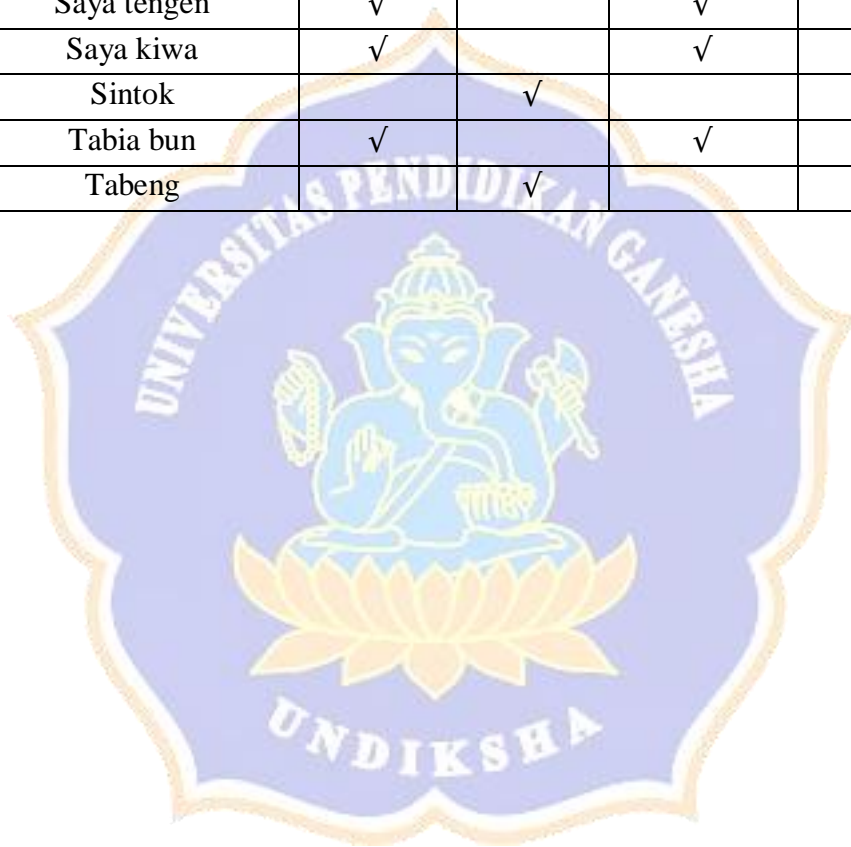 Saya tengen √ √
Saya kiwa √ √
Sintok √
Tabia bun √ √
Tabeng √
UNIVERSITAS PENDIDIKAN GANESHA
UNDIKSHA